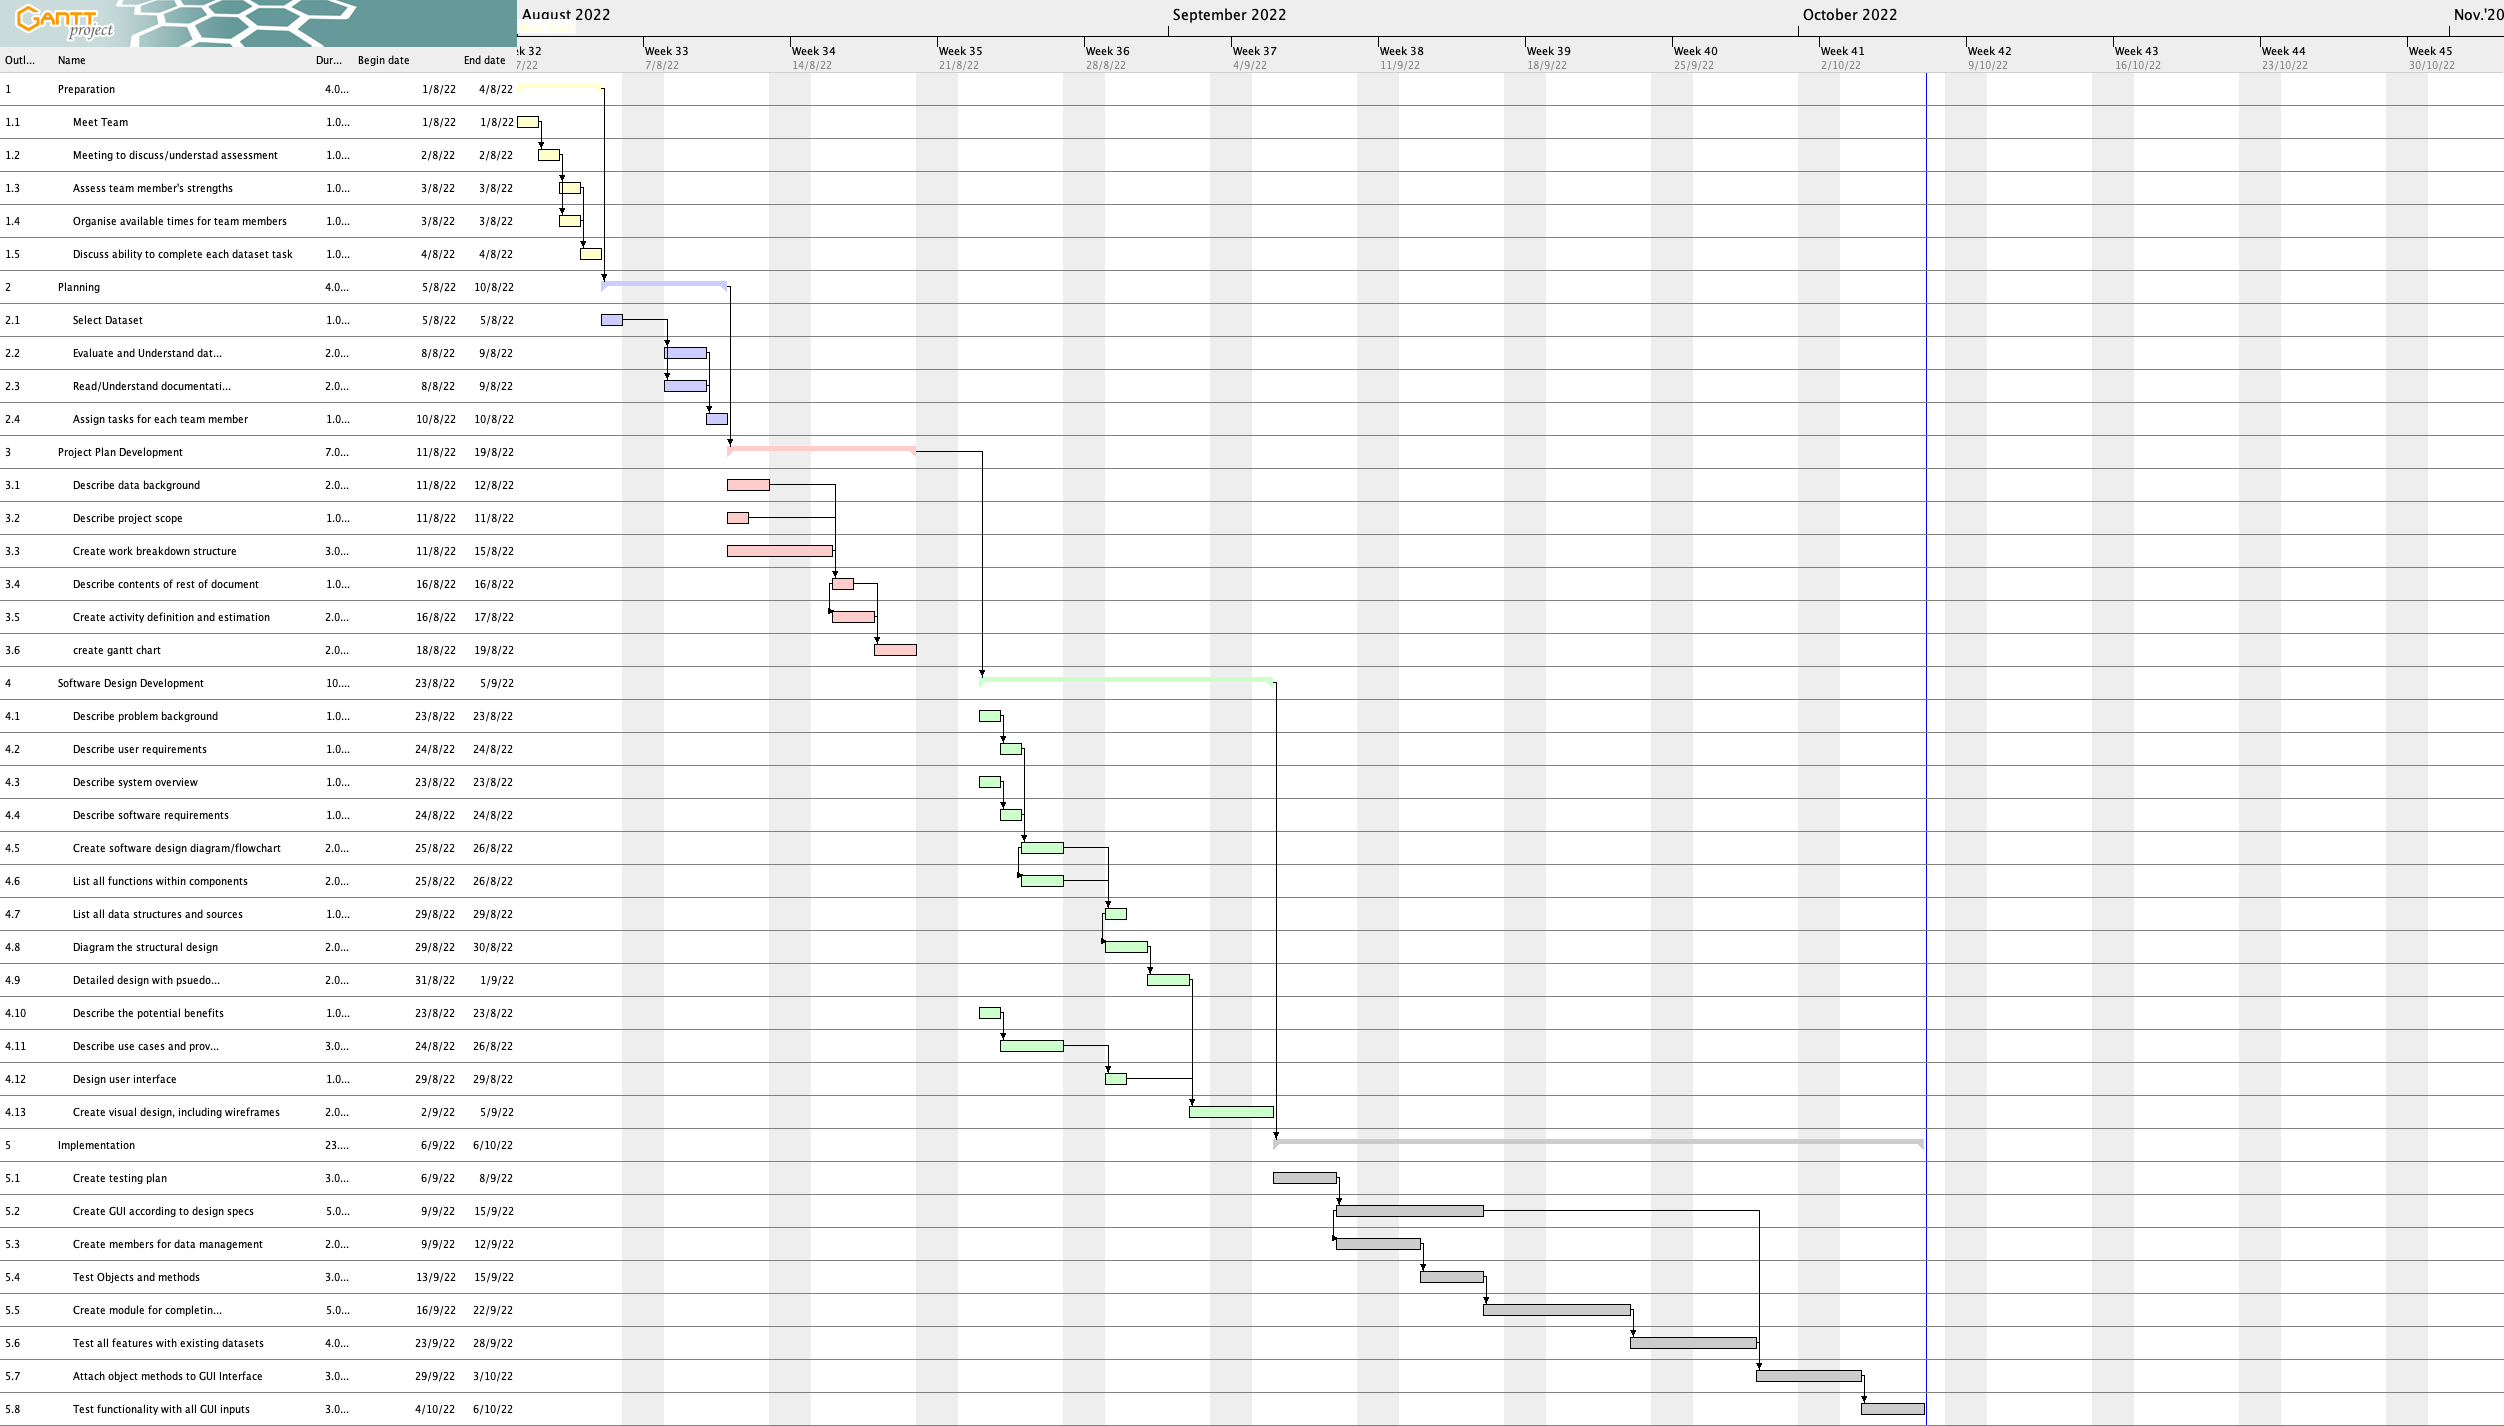 GANTT project
August 2022 September 2022 October 2022 Nov.'20
k 32 Week 33 Week 34 Week 35 Week 36 Week 37 Week 38 Week 39 Week 40 Week 41 Week 42 Week 43 Week 44 Week 45
Outl... Name Dur... Begin date End date 7/22 7/8/22 14/8/22 21/8/22 28/8/22 4/9/22 11/9/22 18/9/22 25/9/22 2/10/22 9/10/22 16/10/22 23/10/22 30/10/22
1 Preparation 4.0... 1/8/22 4/8/22
1.1 Meet Team 1.0... 1/8/22 1/8/22
1.2 Meeting to discuss/understad assessment 1.0... 2/8/22 2/8/22
1.3 Assess team member's strengths 1.0... 3/8/22 3/8/22
1.4 Organise available times for team members 1.0... 3/8/22 3/8/22
1.5 Discuss ability to complete each dataset task 1.0... 4/8/22 4/8/22
2 Planning 4.0... 5/8/22 10/8/22
2.1 Select Dataset 1.0... 5/8/22 5/8/22
2.2 Evaluate and Understand dat... 2.0... 8/8/22 9/8/22
2.3 Read/Understand documentati... 2.0... 8/8/22 9/8/22
2.4 Assign tasks for each team member 1.0... 10/8/22 10/8/22
3 Project Plan Development 7.0... 11/8/22 19/8/22
3.1 Describe data background 2.0... 11/8/22 12/8/22
3.2 Describe project scope 1.0... 11/8/22 11/8/22
3.3 Create work breakdown structure 3.0... 11/8/22 15/8/22
3.4 Describe contents of rest of document 1.0... 16/8/22 16/8/22
3.5 Create activity definition and estimation 2.0... 16/8/22 17/8/22
3.6 create gantt chart 2.0... 18/8/22 19/8/22
4 Software Design Development 10.... 23/8/22 5/9/22
4.1 Describe problem background 1.0... 23/8/22 23/8/22
4.2 Describe user requirements 1.0... 24/8/22 24/8/22
4.3 Describe system overview 1.0... 23/8/22 23/8/22
4.4 Describe software requirements 1.0... 24/8/22 24/8/22
4.5 Create software design diagram/flowchart 2.0... 25/8/22 26/8/22
4.6 List all functions within components 2.0... 25/8/22 26/8/22
4.7 List all data structures and sources 1.0... 29/8/22 29/8/22
4.8 Diagram the structural design 2.0... 29/8/22 30/8/22
4.9 Detailed design with psuedo... 2.0... 31/8/22 1/9/22
4.10 Describe the potential benefits 1.0... 23/8/22 23/8/22
4.11 Describe use cases and prov... 3.0... 24/8/22 26/8/22
4.12 Design user interface 1.0... 29/8/22 29/8/22
4.13 Create visual design, including wireframes 2.0... 2/9/22 5/9/22
5 Implementation 23.... 6/9/22 6/10/22
5.1 Create testing plan 3.0... 6/9/22 8/9/22
5.2 Create GUI according to design specs 5.0... 9/9/22 15/9/22
5.3 Create members for data management 2.0... 9/9/22 12/9/22
5.4 Test Objects and methods 3.0... 13/9/22 15/9/22
5.5 Create module for completin... 5.0... 16/9/22 22/9/22
5.6 Test all features with existing datasets 4.0... 23/9/22 28/9/22
5.7 Attach object methods to GUI Interface 3.0... 29/9/22 3/10/22
5.8 Test functionality with all GUI inputs 3.0... 4/10/22 6/10/22